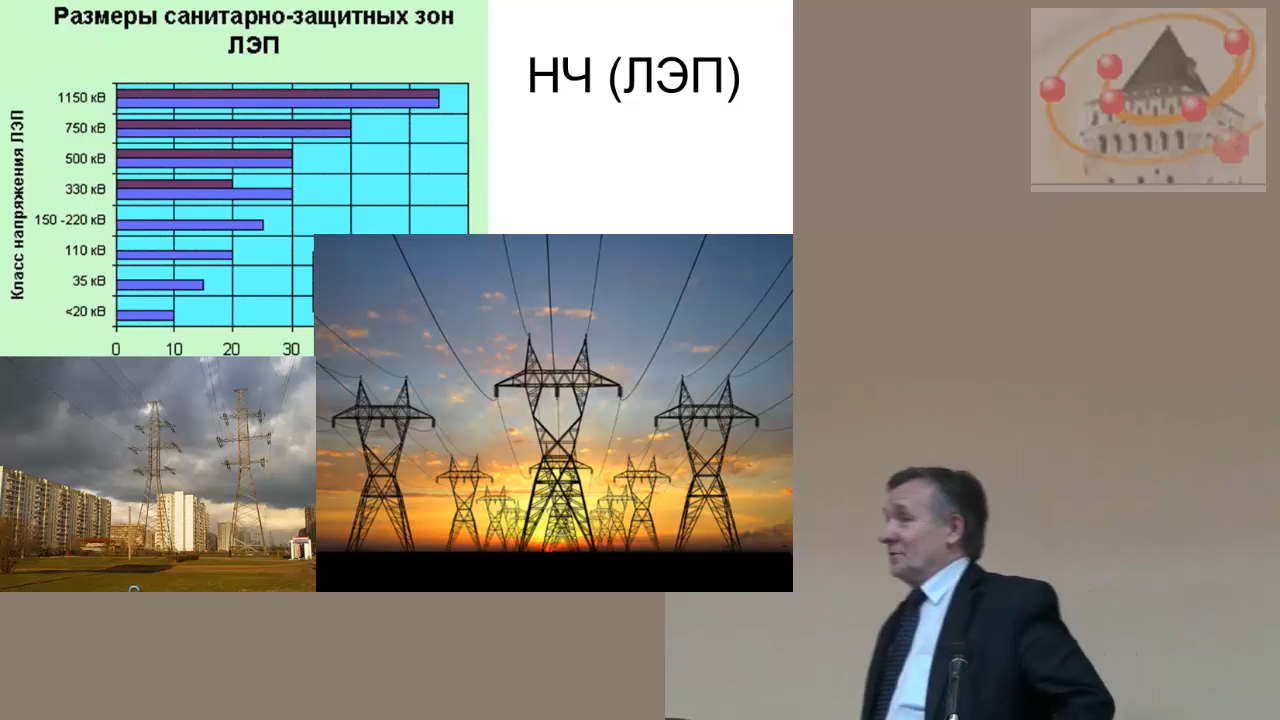 Размеры санитарно-защитных зон
ЛЭП
НЧ (ЛЭП)
Класс напряжения ЛЭП
1150 кВ
750 кВ
500 кВ
330 кВ
150 -220 кВ
110 кВ
35 кВ
<20 кВ
0 10 20 30